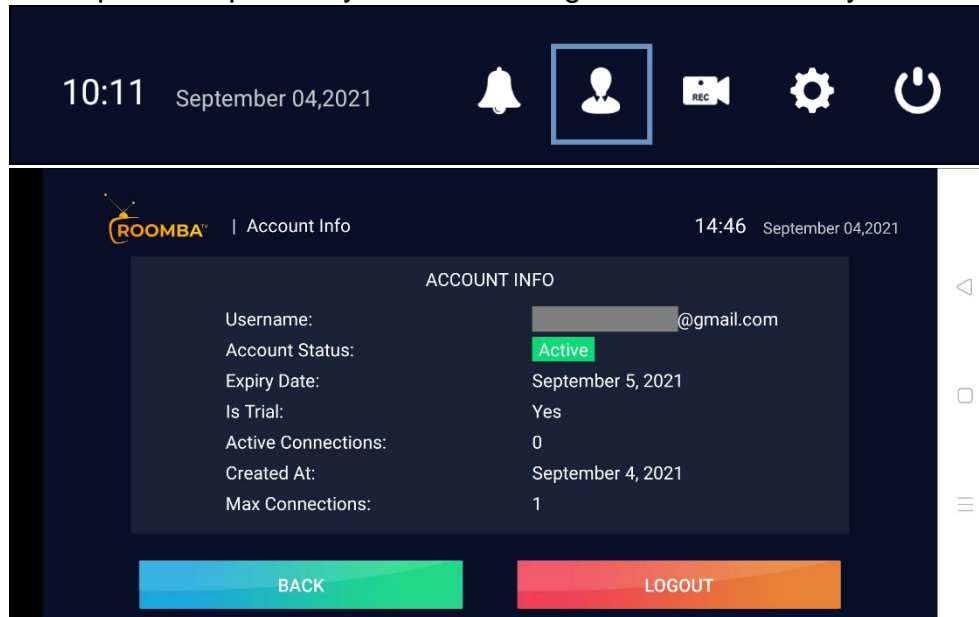 10:11 September 04,2021
REC
ROOMBA TV | Account Info 14:46 September 04,2021
ACCOUNT INFO
Username: @gmail.com
Account Status: Active
Expiry Date: September 5, 2021
Is Trial: Yes
Active Connections: 0
Created At: September 4, 2021
Max Connections: 1
BACK LOGOUT